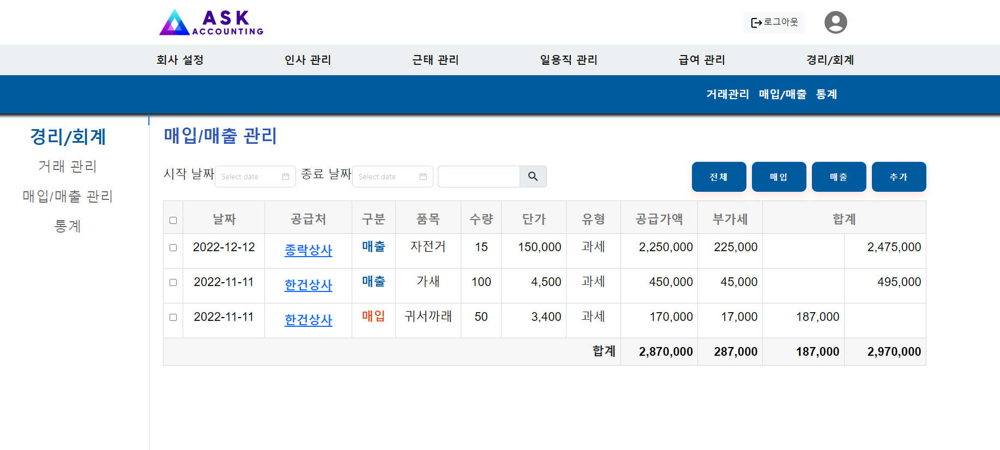 ASK
ACCOUNTING
로그아웃
회사 설정 인사 관리 근태 관리 일용직 관리 급여 관리 경리/회계
거래관리 매입/매출 통계
경리/회계
거래 관리
매입/매출 관리
통계
매입/매출 관리
시작 날짜 Select date 종료 날짜 Select date
전체 매입 매출 추가
날짜 공급처 구분 품목 수량 단가 유형 공급가액 부가세 합계
2022-12-12 종락상사 매출 자전거 15 150,000 과세 2,250,000 225,000 2,475,000
2022-11-11 한건상사 매출 가새 100 4,500 과세 450,000 45,000 495,000
2022-11-11 한건상사 매입 귀서까래 50 3,400 과세 170,000 17,000 187,000
합계 2,870,000 287,000 187,000 2,970,000